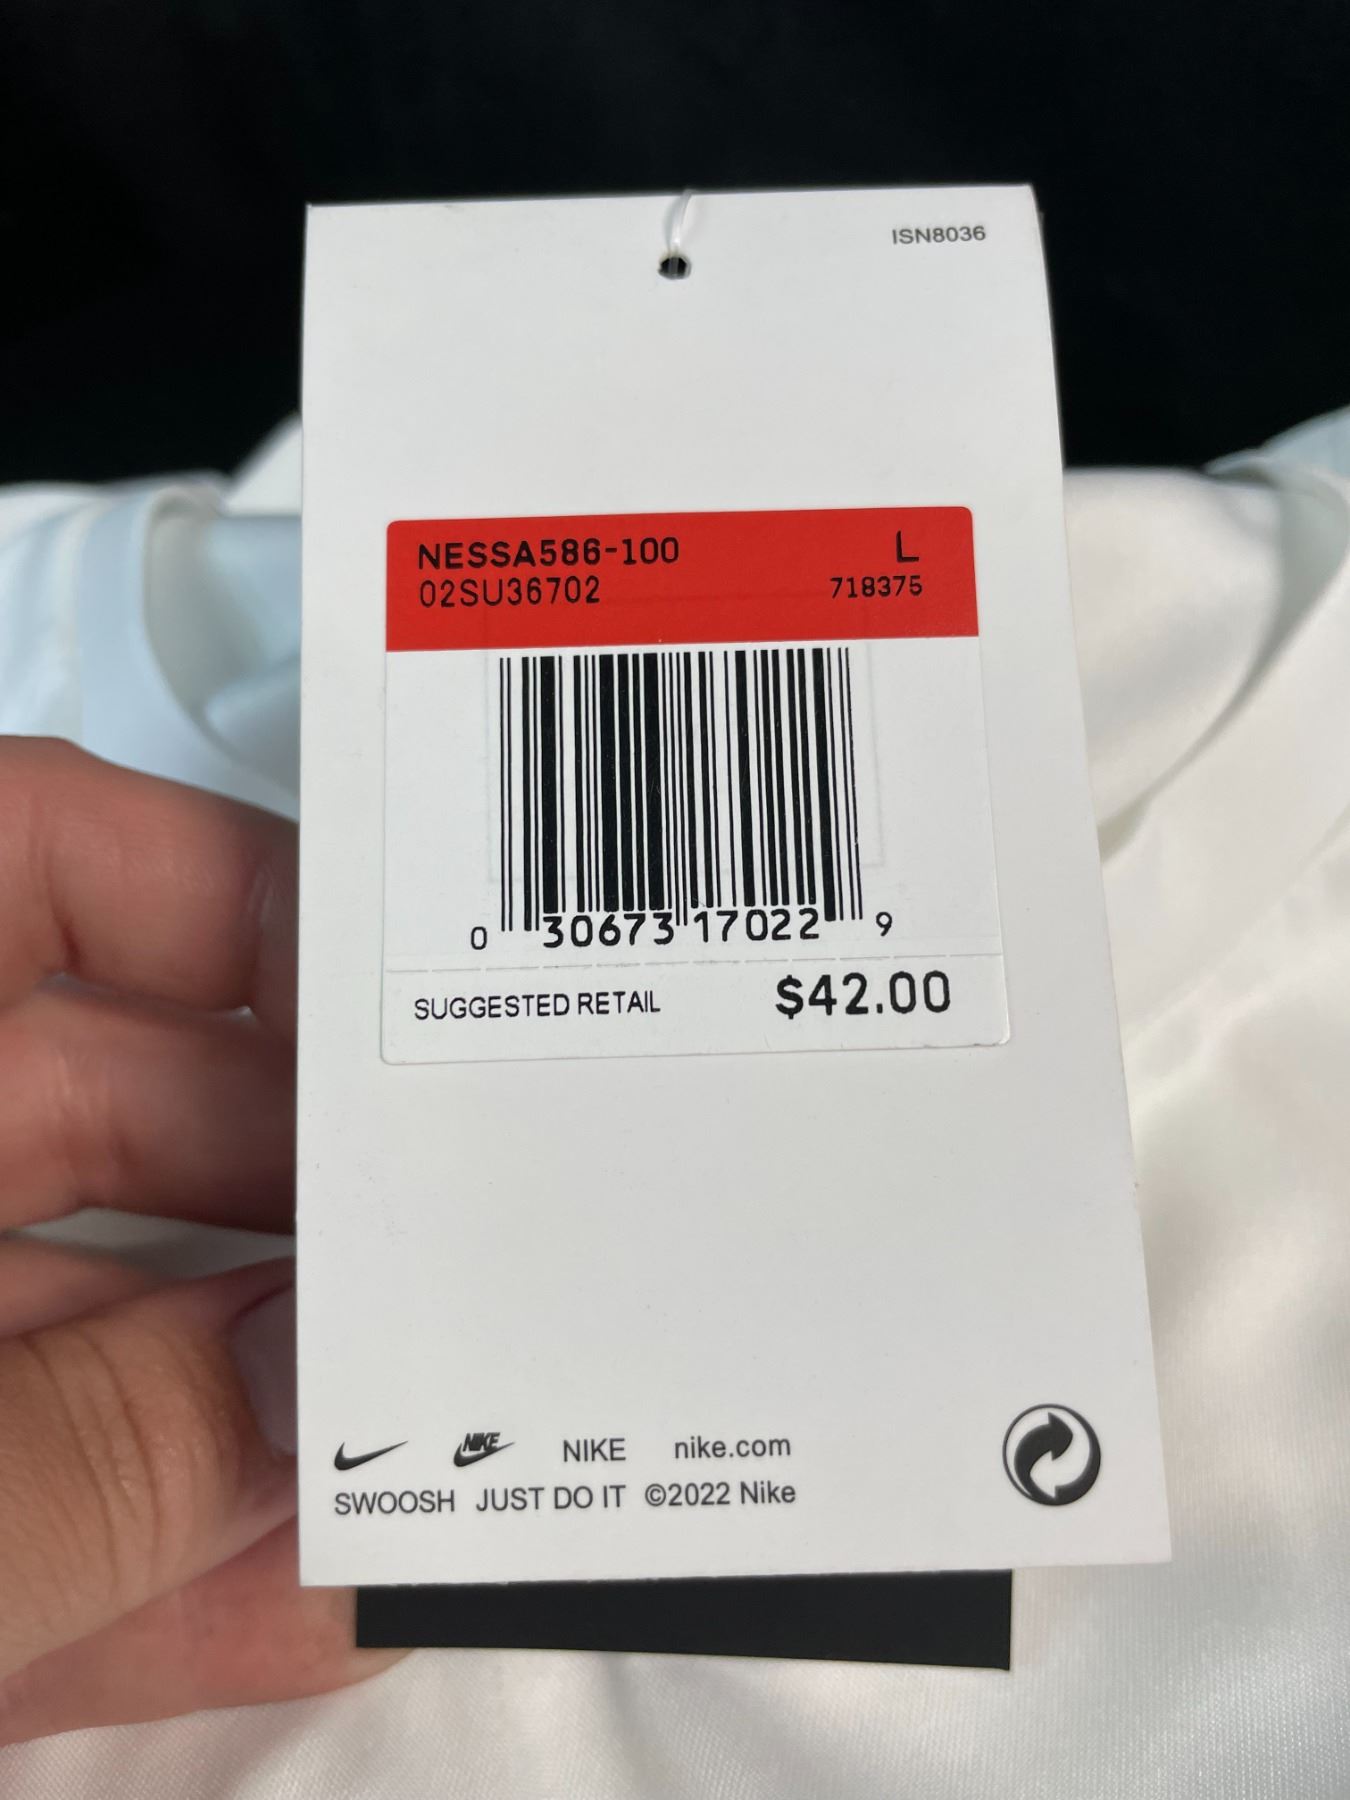 ISN8036
NESSA586-100 L
02SU36702 718375
0 30673 17022 9
SUGGESTED RETAIL $42.00
NIKE NIKE nike.com
SWOOSH JUST DO IT ©2022 Nike